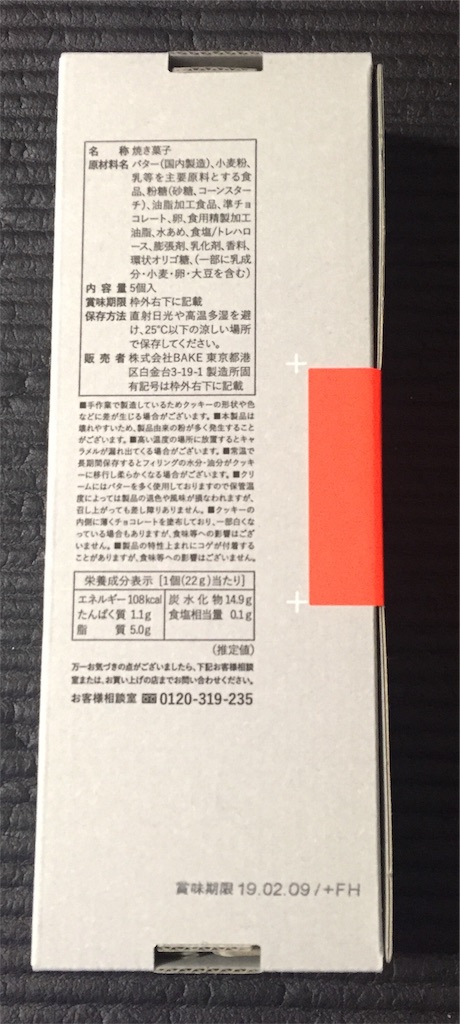 名 称 焼き菓子
原材料名 バター(国内製造)、小麦粉、
乳等を主要原料とする食
品、粉糖(砂糖、コーンスター
チ)、油脂加工食品、準チョ
コレート、卵、食用精製加工
油脂、水あめ、食塩/トレハロ
ース、膨張剤、乳化剤、香料、
環状オリゴ糖、(一部に乳成
分・小麦・卵・大豆を含む)
内 容 量 5個入
賞味期限 枠外右下に記載
保存方法 直射日光や高温多湿を避
け、25℃以下の涼しい場所
で保存してください。
販 売 者 株式会社BAKE 東京都港
区白金台3-19-1 製造所固
有記号は枠外右下に記載
■手作業で製造しているためクッキーの形状や色
などに差が生じる場合がございます。■本製品は
壊れやすいため、製品由来の粉が多く発生すること
がございます。■高い温度の場所に放置するとキャ
ラメルが漏れ出てくる場合がございます。■常温で
長期間保存するとフィリングの水分・油分がクッキ
ーに移行し柔らかくなる場合がございます。■クリ
ームにはバターを多く使用しておりますので保管温
度によっては製品の退色や風味が損なわれますが、
召し上がっても差し障りありません。■クッキーの
内側に薄くチョコレートを塗布しており、一部白くな
っている場合もありますが、食味等への影響はござ
いません。■製品の特性上まれにコゲが付着する
ことがありますが、食味等への影響はございません。
栄養成分表示 [1個(22g)当たり]
エネルギー 108kcal 炭水化物 14.9g
たんぱく質 1.1g 食塩相当量 0.1g
脂 質 5.0g
(推定値)
万一お気づきの点がございましたら、下記お客様相談
室または、お買い上げの店までお問い合わせください。
お客様相談室 0120-319-235
賞味期限 19.02.09/+FH